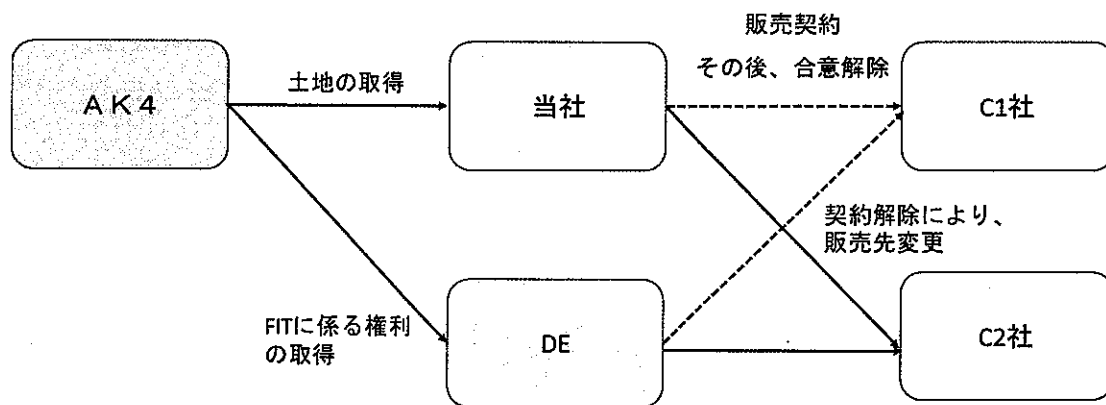 販売契約
その後、合意解除
土地の取得
AK4
当社
C1社
契約解除により、
販売先変更
FITに係る権利
の取得
DE
C2社